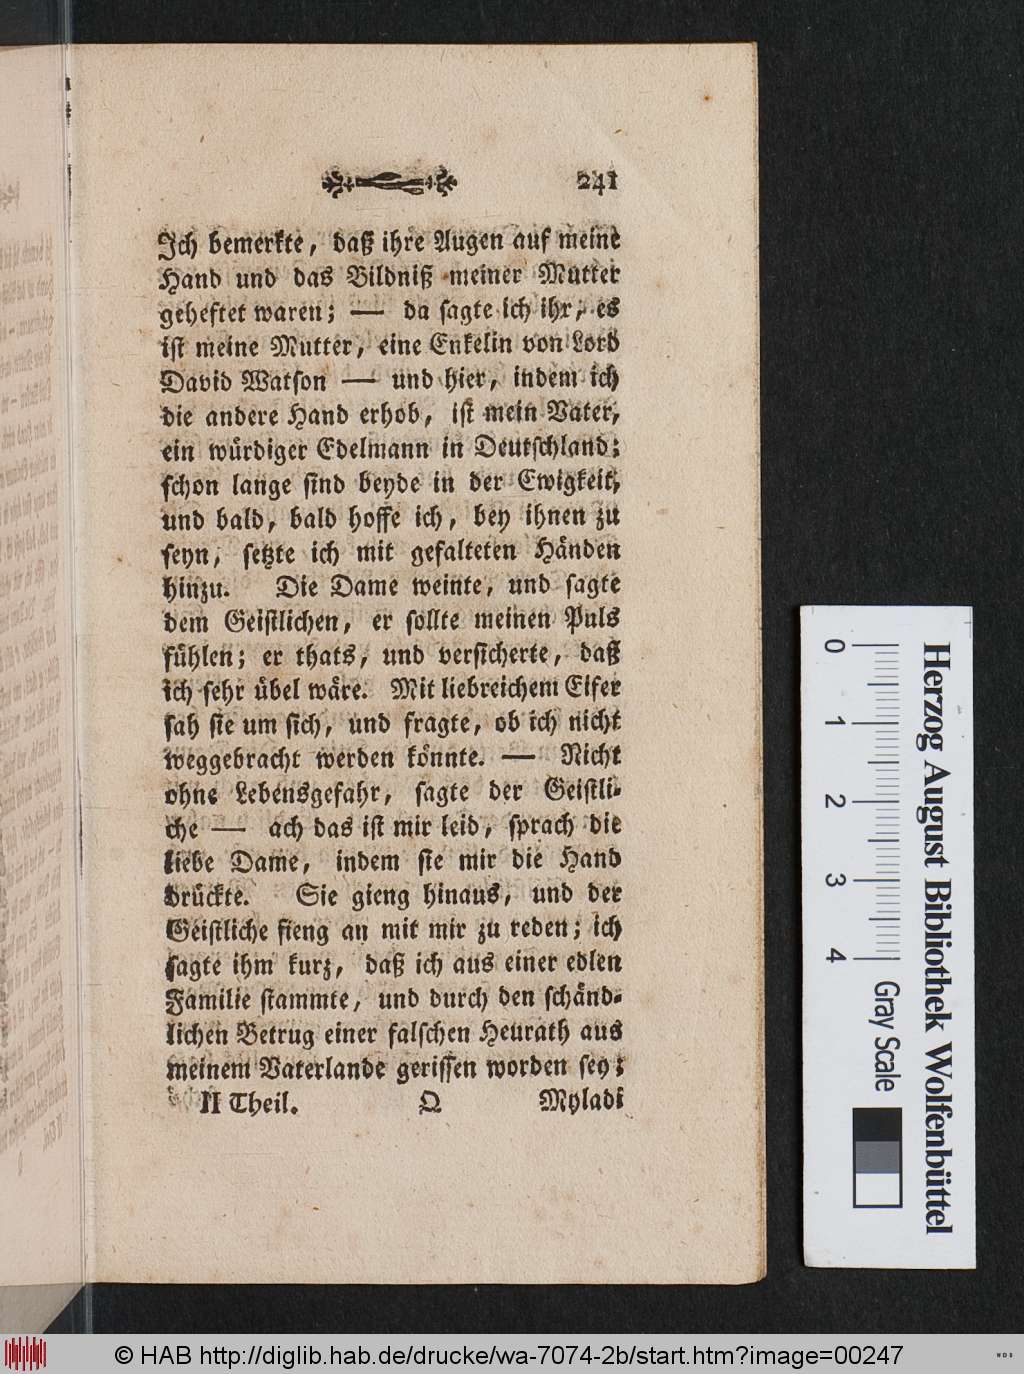 241
Ich bemerkte, daß ihre Augen auf meine
Hand und das Bildniß meiner Mutter
geheftet waren; — da sagte ich ihr, es
ist meine Mutter, eine Enkelin von Lord
David Watson — und hier, indem ich
die andere Hand erhob, ist mein Vater,
ein würdiger Edelmann in Deutschland;
schon lange sind beyde in der Ewigkeit,
und bald, bald hoffe ich, bey ihnen zu
seyn, setzte ich mit gefalteten Händen
hinzu. Die Dame weinte, und sagte
dem Geistlichen, er sollte meinen Puls
fühlen; er thats, und versicherte, daß
ich sehr übel wäre. Mit liebreichem Eifer
sah sie um sich, und fragte, ob ich nicht
weggebracht werden könnte. — Nicht
ohne Lebensgefahr, sagte der Geistli-
che — ach das ist mir leid, sprach die
liebe Dame, indem sie mir die Hand
drückte. Sie gieng hinaus, und der
Geistliche fieng an mit mir zu reden; ich
sagte ihm kurz, daß ich aus einer edlen
Familie stammte, und durch den schänd-
lichen Betrug einer falschen Heurath aus
meinem Vaterlande gerissen worden sey;
II Theil. Q Myladi
0 1 2 3 4 Gray Scale
Herzog August Bibliothek Wolfenbüttel
© HAB http://diglib.hab.de/drucke/wa-7074-2b/start.htm?image=00247